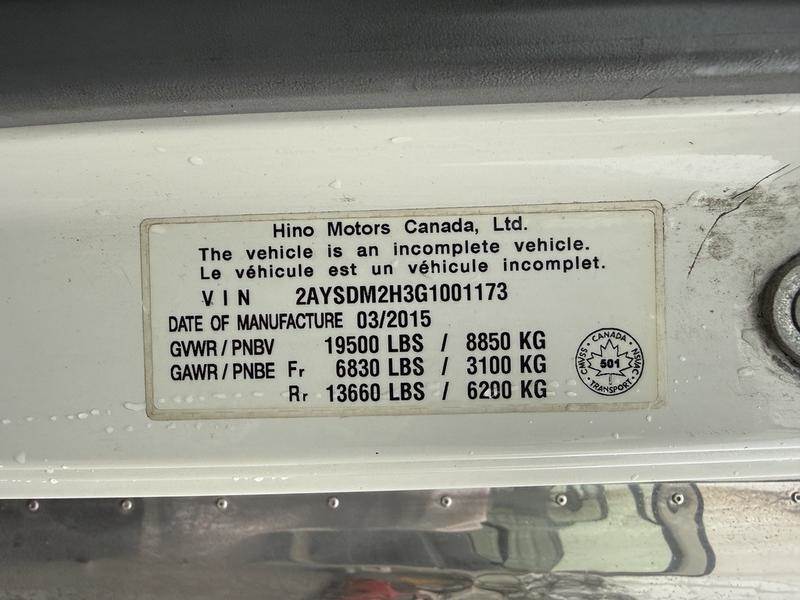 Hino Motors Canada, Ltd.
The vehicle is an incomplete vehicle.
Le véhicule est un véhicule incomplet.
VIN 2AYSDM2H3G1001173
DATE OF MANUFACTURE 03/2015
GVWR / PNBV 19500 LBS / 8850 KG
GAWR / PNBE Fr 6830 LBS / 3100 KG
Rr 13660 LBS / 6200 KG
CMVSS • CANADA • NSVAC • TRANSPORT •
501